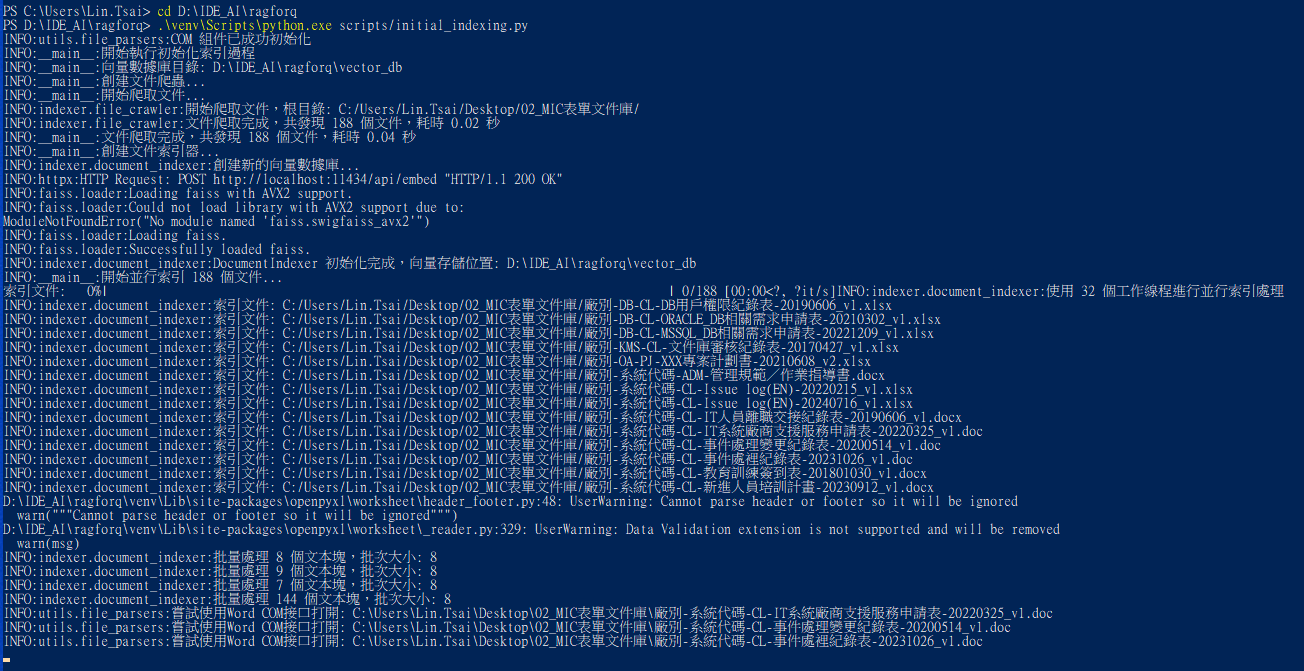 PS C:\Users\Lin.Tsai> cd D:\IDE_AI\ragforq
PS D:\IDE_AI\ragforq> .\venv\Scripts\python.exe scripts/initial_indexing.py
INFO:utils.file_parsers:COM 組件已成功初始化
INFO:__main__:開始執行初始化索引過程
INFO:__main__:向量數據庫目錄: D:\IDE_AI\ragforq\vector_db
INFO:__main__:創建文件爬蟲...
INFO:__main__:開始爬取文件...
INFO:indexer.file_crawler:開始爬取文件，根目錄: C:/Users/Lin.Tsai/Desktop/02_MIC表單文件庫/
INFO:indexer.file_crawler:文件爬取完成，共發現 188 個文件，耗時 0.02 秒
INFO:__main__:文件爬取完成，共發現 188 個文件，耗時 0.04 秒
INFO:__main__:創建文件索引器...
INFO:indexer.document_indexer:創建新的向量數據庫...
INFO:httpx:HTTP Request: POST http://localhost:11434/api/embed "HTTP/1.1 200 OK"
INFO:faiss.loader:Loading faiss with AVX2 support.
INFO:faiss.loader:Could not load library with AVX2 support due to:
ModuleNotFoundError("No module named 'faiss.swigfaiss_avx2'")
INFO:faiss.loader:Loading faiss.
INFO:faiss.loader:Successfully loaded faiss.
INFO:indexer.document_indexer:DocumentIndexer 初始化完成，向量存儲位置: D:\IDE_AI\ragforq\vector_db
INFO:__main__:開始並行索引 188 個文件...
索引文件:   0%| | 0/188 [00:00<?, ?it/s]INFO:indexer.document_indexer:使用 32 個工作線程進行並行索引處理
INFO:indexer.document_indexer:索引文件: C:/Users/Lin.Tsai/Desktop/02_MIC表單文件庫/廠別-DB-CL-DB用戶權限紀錄表-20190606_v1.xlsx
INFO:indexer.document_indexer:索引文件: C:/Users/Lin.Tsai/Desktop/02_MIC表單文件庫/廠別-DB-CL-ORACLE_DB相關需求申請表-20210302_v1.xlsx
INFO:indexer.document_indexer:索引文件: C:/Users/Lin.Tsai/Desktop/02_MIC表單文件庫/廠別-DB-CL-MSSQL_DB相關需求申請表-20221209_v1.xlsx
INFO:indexer.document_indexer:索引文件: C:/Users/Lin.Tsai/Desktop/02_MIC表單文件庫/廠別-KMS-CL-文件庫審核紀錄表-20170427_v1.xlsx
INFO:indexer.document_indexer:索引文件: C:/Users/Lin.Tsai/Desktop/02_MIC表單文件庫/廠別-OA-PJ-XXX專案計劃書-20210608_v2.xlsx
INFO:indexer.document_indexer:索引文件: C:/Users/Lin.Tsai/Desktop/02_MIC表單文件庫/廠別-系統代碼-ADM-管理規範／作業指導書.docx
INFO:indexer.document_indexer:索引文件: C:/Users/Lin.Tsai/Desktop/02_MIC表單文件庫/廠別-系統代碼-CL-Issue log(EN)-20220215_v1.xlsx
INFO:indexer.document_indexer:索引文件: C:/Users/Lin.Tsai/Desktop/02_MIC表單文件庫/廠別-系統代碼-CL-Issue log(EN)-20240716_v1.xlsx
INFO:indexer.document_indexer:索引文件: C:/Users/Lin.Tsai/Desktop/02_MIC表單文件庫/廠別-系統代碼-CL-IT人員離職交接紀錄表-20190606_v1.docx
INFO:indexer.document_indexer:索引文件: C:/Users/Lin.Tsai/Desktop/02_MIC表單文件庫/廠別-系統代碼-CL-IT系統廠商支援服務申請表-20220325_v1.doc
INFO:indexer.document_indexer:索引文件: C:/Users/Lin.Tsai/Desktop/02_MIC表單文件庫/廠別-系統代碼-CL-事件處理變更紀錄表-20200514_v1.doc
INFO:indexer.document_indexer:索引文件: C:/Users/Lin.Tsai/Desktop/02_MIC表單文件庫/廠別-系統代碼-CL-事件處裡紀錄表-20231026_v1.doc
INFO:indexer.document_indexer:索引文件: C:/Users/Lin.Tsai/Desktop/02_MIC表單文件庫/廠別-系統代碼-CL-教育訓練簽到表-201801030_v1.docx
INFO:indexer.document_indexer:索引文件: C:/Users/Lin.Tsai/Desktop/02_MIC表單文件庫/廠別-系統代碼-CL-新進人員培訓計畫-20230912_v1.docx
D:\IDE_AI\ragforq\venv\Lib\site-packages\openpyxl\worksheet\header_footer.py:48: UserWarning: Cannot parse header or footer so it will be ignored
  warn("""Cannot parse header or footer so it will be ignored""")
D:\IDE_AI\ragforq\venv\Lib\site-packages\openpyxl\worksheet\_reader.py:329: UserWarning: Data Validation extension is not supported and will be removed
  warn(msg)
INFO:indexer.document_indexer:批量處理 8 個文本塊，批次大小: 8
INFO:indexer.document_indexer:批量處理 9 個文本塊，批次大小: 8
INFO:indexer.document_indexer:批量處理 7 個文本塊，批次大小: 8
INFO:indexer.document_indexer:批量處理 144 個文本塊，批次大小: 8
INFO:utils.file_parsers:嘗試使用Word COM接口打開: C:\Users\Lin.Tsai\Desktop\02_MIC表單文件庫\廠別-系統代碼-CL-IT系統廠商支援服務申請表-20220325_v1.doc
INFO:utils.file_parsers:嘗試使用Word COM接口打開: C:\Users\Lin.Tsai\Desktop\02_MIC表單文件庫\廠別-系統代碼-CL-事件處理變更紀錄表-20200514_v1.doc
INFO:utils.file_parsers:嘗試使用Word COM接口打開: C:\Users\Lin.Tsai\Desktop\02_MIC表單文件庫\廠別-系統代碼-CL-事件處裡紀錄表-20231026_v1.doc